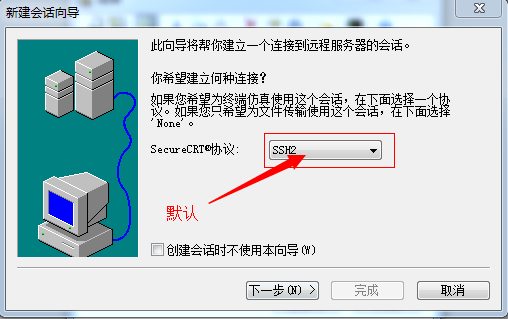 新建会话向导
此向导将帮你建立一个连接到远程服务器的会话。
你希望建立何种连接?
如果您希望为终端仿真使用这个会话，在下面选择一个协
议。如果您只希望为文件传输使用这个会话，在下面选择
'None'。
SecureCRT®协议: SSH2
默认
创建会话时不使用本向导(W)
下一步(N) > 完成 取消